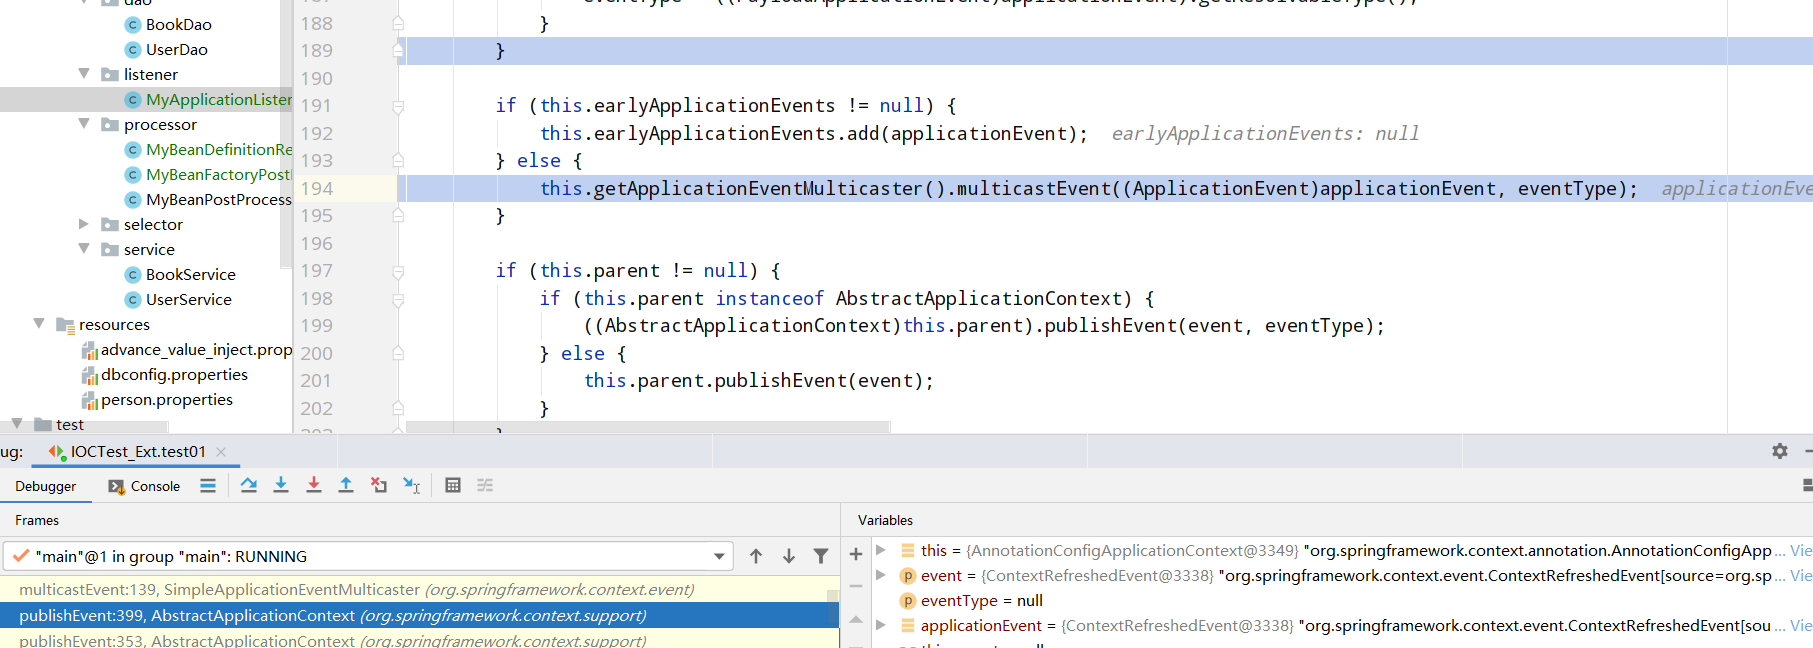 dao
BookDao
UserDao
listener
MyApplicationListen
processor
MyBeanDefinitionRe
MyBeanFactoryPost
MyBeanPostProcess
selector
service
BookService
UserService
resources
advance_value_inject.prop
dbconfig.properties
person.properties
test
188 }
189 }
190
191 if (this.earlyApplicationEvents != null) {
192 this.earlyApplicationEvents.add(applicationEvent); earlyApplicationEvents: null
193 } else {
194 this.getApplicationEventMulticaster().multicastEvent((ApplicationEvent)applicationEvent, eventType); applicationEve
195 }
196
197 if (this.parent != null) {
198 if (this.parent instanceof AbstractApplicationContext) {
199 ((AbstractApplicationContext)this.parent).publishEvent(event, eventType);
200 } else {
201 this.parent.publishEvent(event);
202 }
ug: IOCTest_Ext.test01
Debugger Console
Frames
"main"@1 in group "main": RUNNING
multicastEvent:139, SimpleApplicationEventMulticaster (org.springframework.context.event)
publishEvent:399, AbstractApplicationContext (org.springframework.context.support)
publishEvent:353, AbstractApplicationContext (org.springframework.context.support)
Variables
this = {AnnotationConfigApplicationContext@3349} "org.springframework.context.annotation.AnnotationConfigApp... Vie
event = {ContextRefreshedEvent@3338} "org.springframework.context.event.ContextRefreshedEvent[source=org.sp... Vie
eventType = null
applicationEvent = {ContextRefreshedEvent@3338} "org.springframework.context.event.ContextRefreshedEvent[sou... Vie